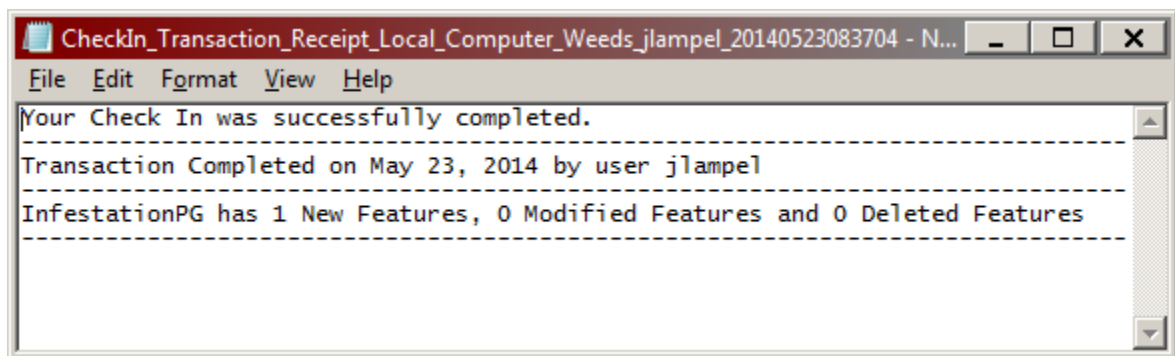 CheckIn_Transaction_Receipt_Local_Computer_Weeds_jlampel_20140523083704 - N...
File Edit Format View Help
Your Check In was successfully completed.
-------------------------------------------------------------------------------
Transaction Completed on May 23, 2014 by user jlampel
-------------------------------------------------------------------------------
InfestationPG has 1 New Features, 0 Modified Features and 0 Deleted Features
-------------------------------------------------------------------------------